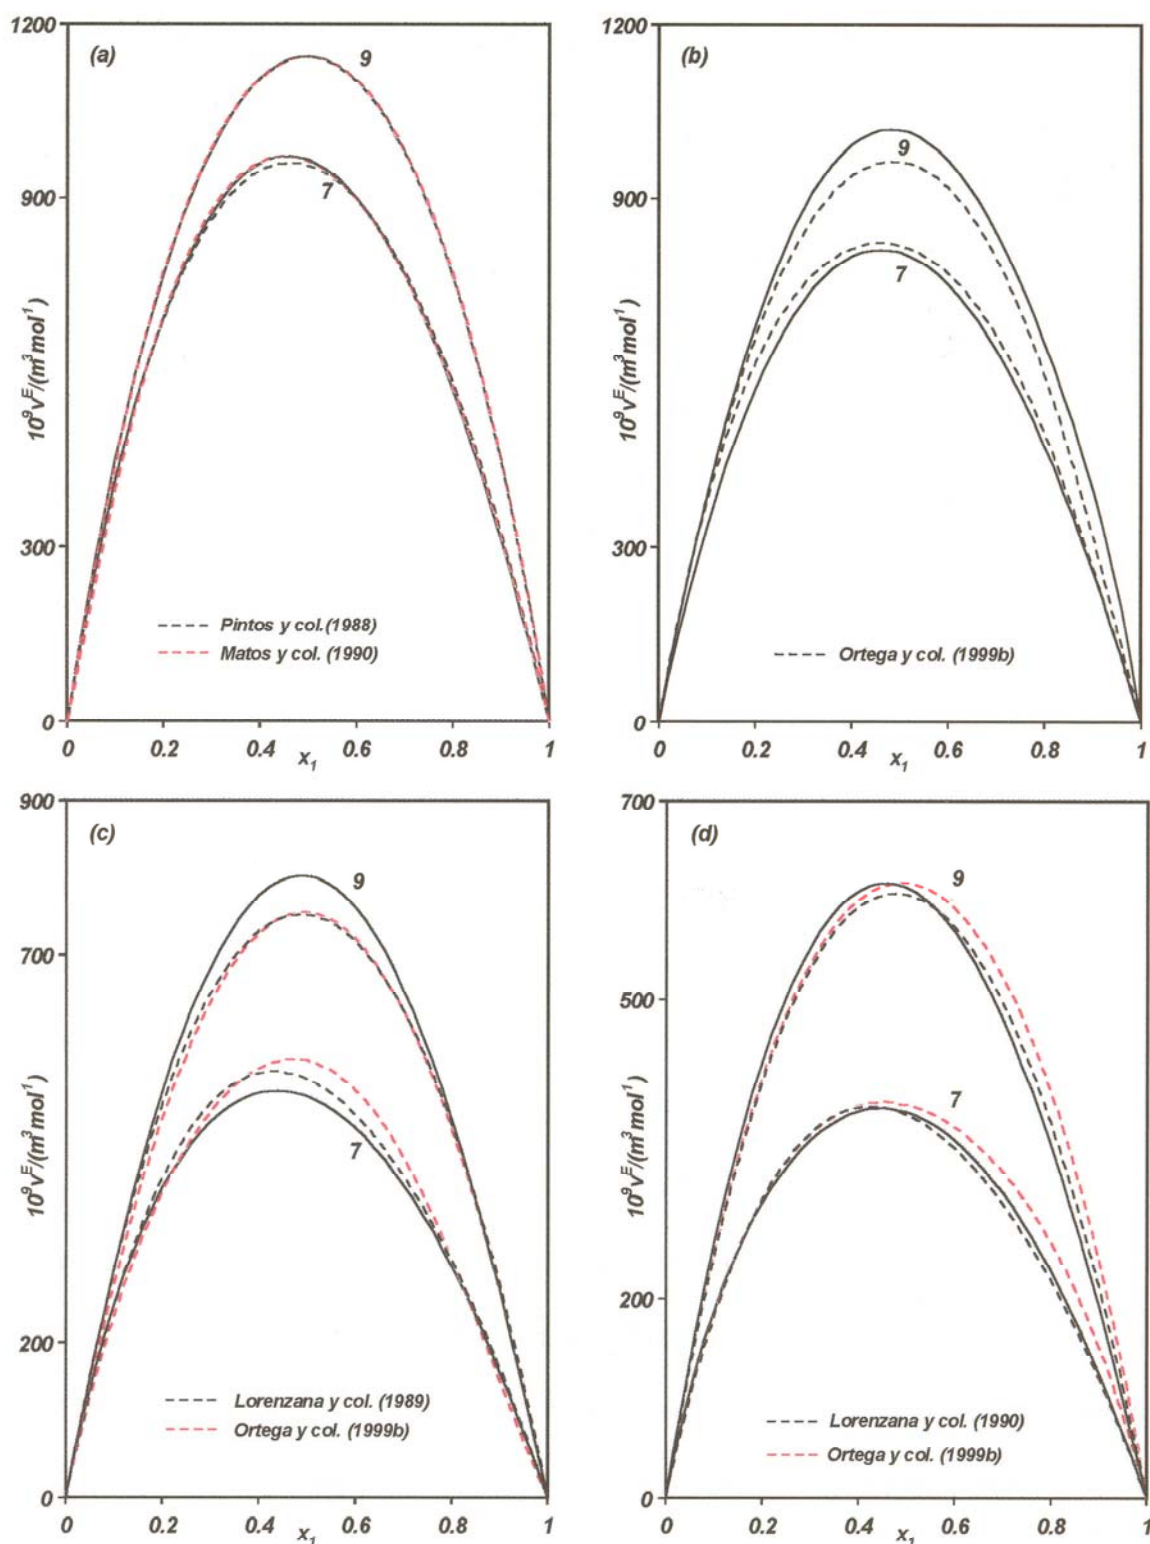 1200
(a)
9
900
7
10⁹vᴱ/(m³mol⁻¹)
300
Pintos y col.(1988)
Matos y col. (1990)
0
0 0.2 0.4 0.6 0.8 1
x₁
1200
(b)
9
900
7
10⁹vᴱ/(m³mol⁻¹)
300
Ortega y col. (1999b)
0
0 0.2 0.4 0.6 0.8 1
x₁
900
(c)
9
700
7
10⁹vᴱ/(m³mol⁻¹)
200
Lorenzana y col. (1989)
Ortega y col. (1999b)
0
0 0.2 0.4 0.6 0.8 1
x₁
700
(d)
9
500
7
10⁹vᴱ/(m³mol⁻¹)
200
Lorenzana y col. (1990)
Ortega y col. (1999b)
0
0 0.2 0.4 0.6 0.8 1
x₁